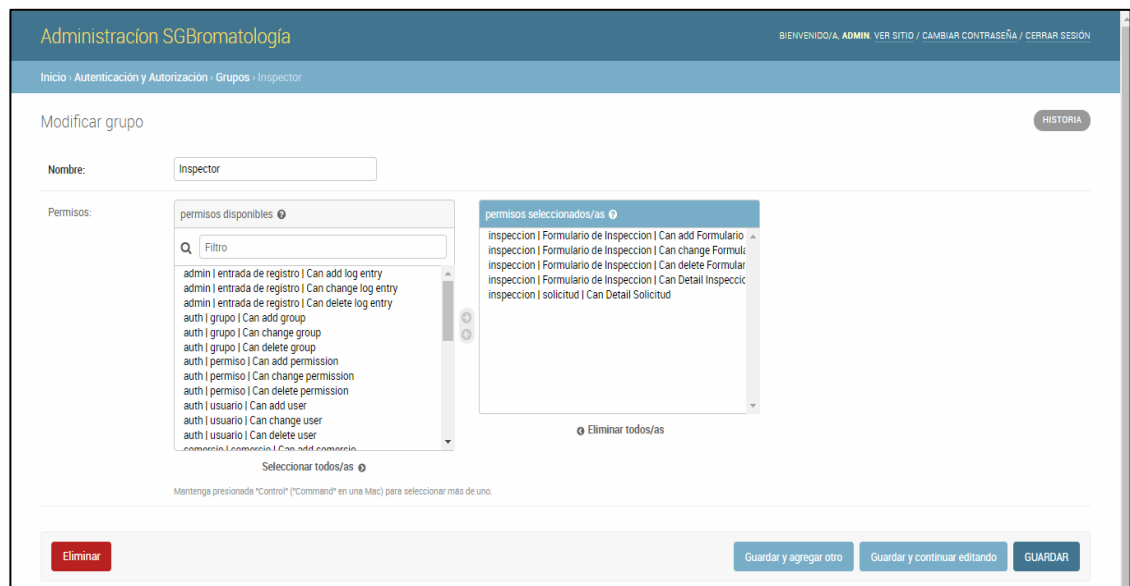 Administracíon SGBromatología
BIENVENIDO/A, ADMIN. VER SITIO / CAMBIAR CONTRASEÑA / CERRAR SESIÓN
Inicio › Autenticación y Autorización › Grupos › Inspector
Modificar grupo
HISTORIA
Nombre:
Inspector
Permisos:
permisos disponibles
Filtro
admin | entrada de registro | Can add log entry
admin | entrada de registro | Can change log entry
admin | entrada de registro | Can delete log entry
auth | grupo | Can add group
auth | grupo | Can change group
auth | grupo | Can delete group
auth | permiso | Can add permission
auth | permiso | Can change permission
auth | permiso | Can delete permission
auth | usuario | Can add user
auth | usuario | Can change user
auth | usuario | Can delete user
comercio | comercio | Can add comercio
Seleccionar todos/as
permisos seleccionados/as
inspeccion | Formulario de Inspeccion | Can add Formulario
inspeccion | Formulario de Inspeccion | Can change Formula
inspeccion | Formulario de Inspeccion | Can delete Formular
inspeccion | Formulario de Inspeccion | Can Detail Inspeccio
inspeccion | solicitud | Can Detail Solicitud
Eliminar todos/as
Mantenga presionada "Control" ("Command" en una Mac) para seleccionar más de uno.
Eliminar
Guardar y agregar otro
Guardar y continuar editando
GUARDAR